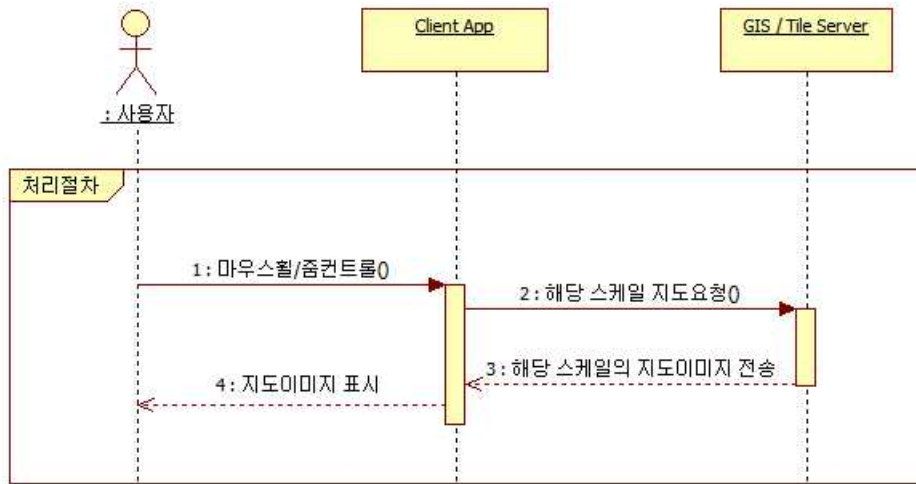 Client App
GIS / Tile Server
: 사용자
처리절차
1 : 마우스휠/줌컨트롤()
2 : 해당 스케일 지도요청()
3 : 해당 스케일의 지도이미지 전송
4 : 지도이미지 표시